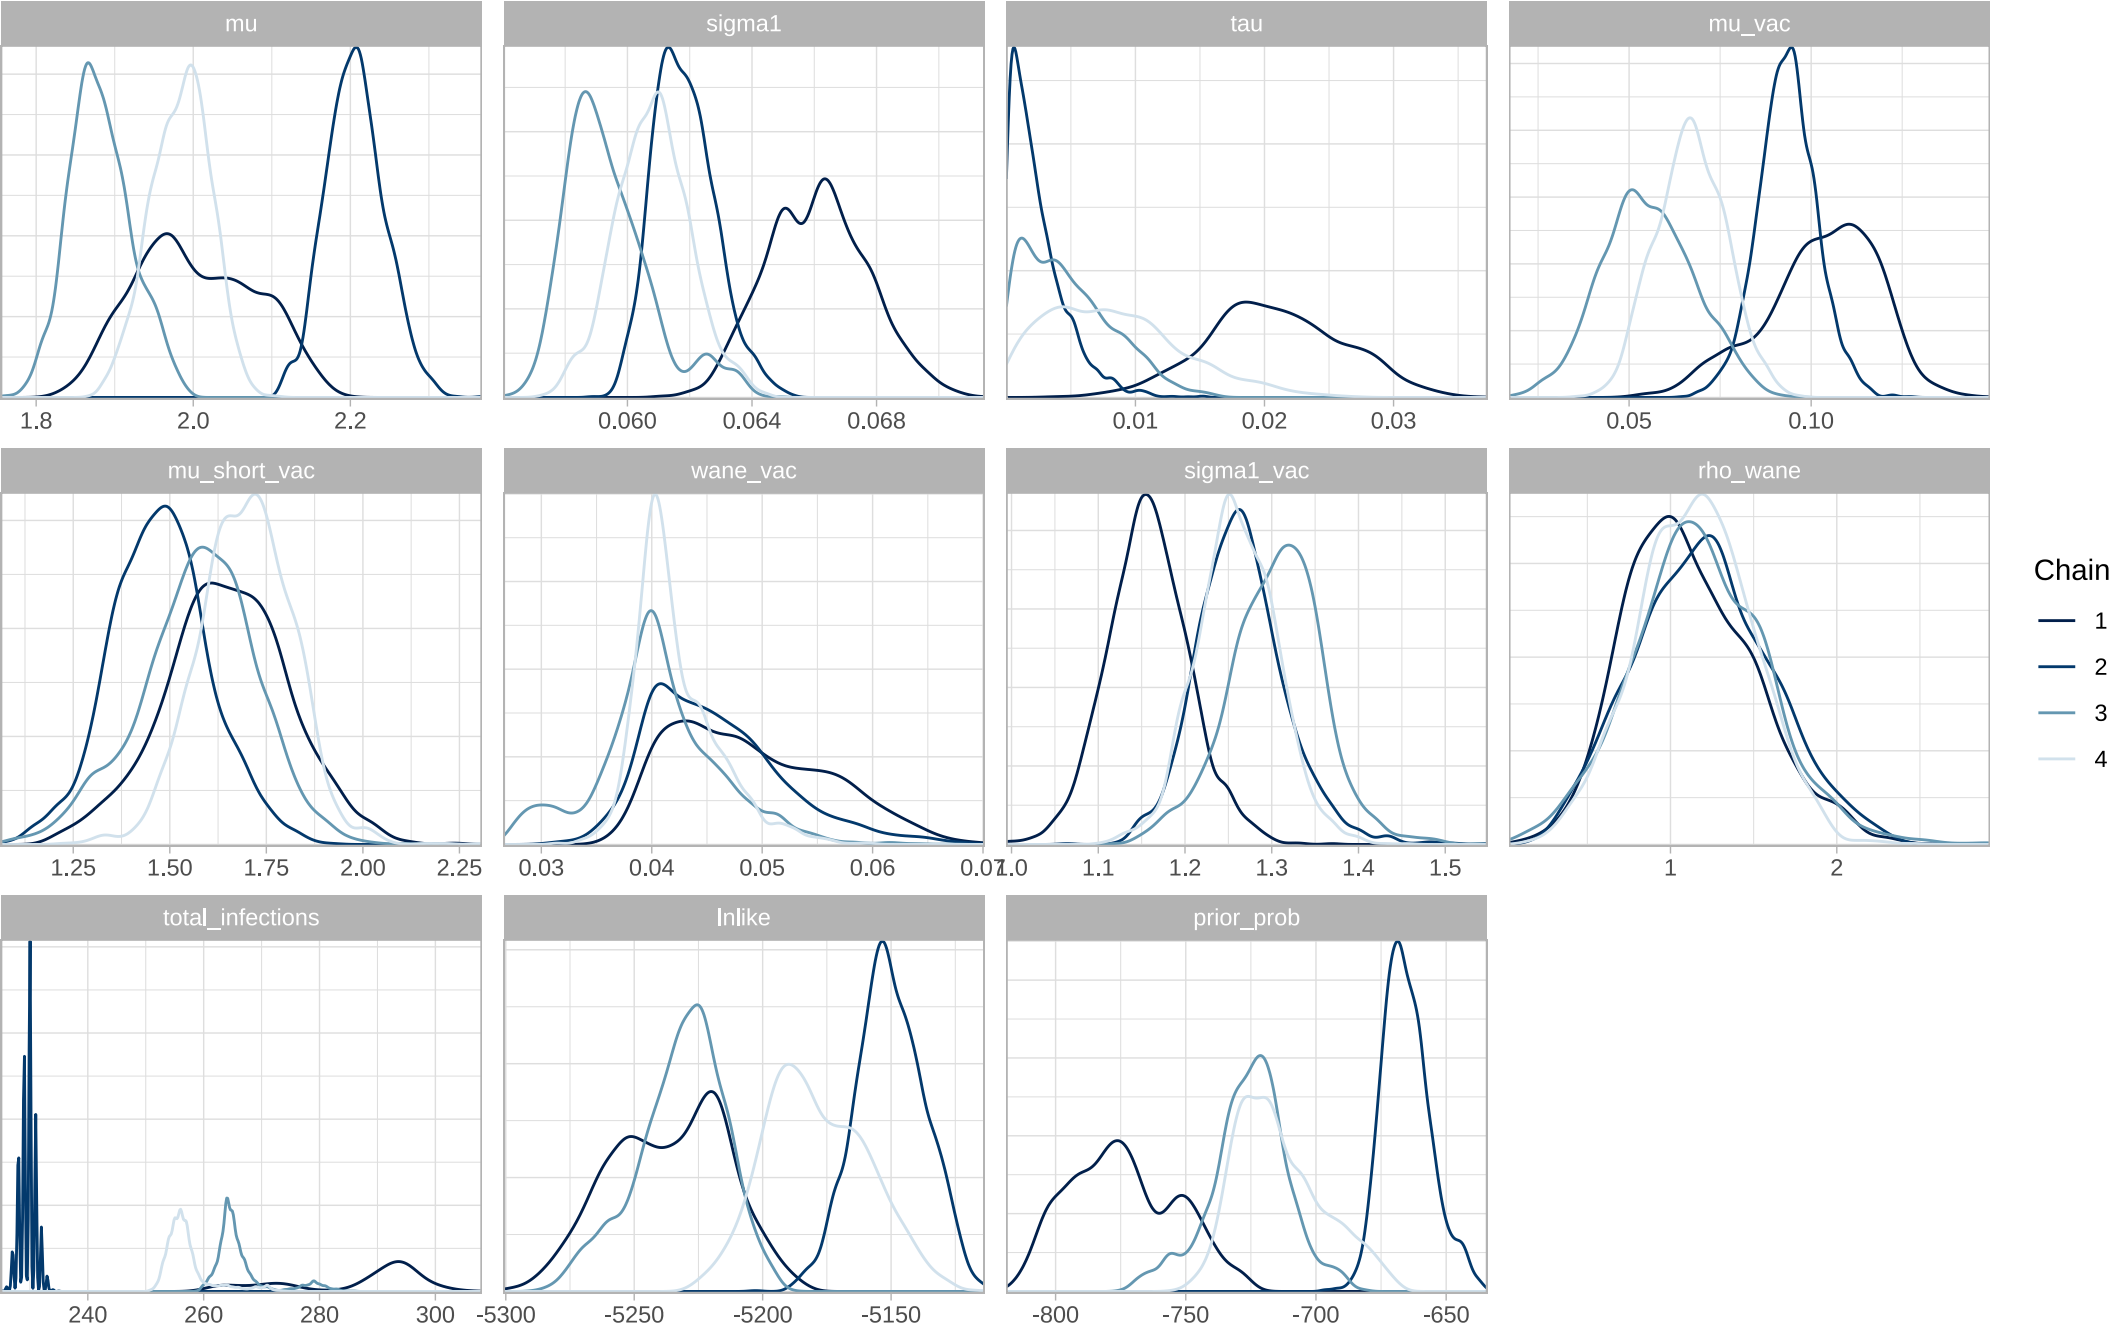 mu sigma1 tau mu_vac
1.8 2.0 2.2 0.060 0.064 0.068 0.01 0.02 0.03 0.05 0.10
mu_short_vac wane_vac sigma1_vac rho_wane
1.25 1.50 1.75 2.00 2.25 0.03 0.04 0.05 0.06 0.07 1.0 1.1 1.2 1.3 1.4 1.5 1 2
Chain
1
2
3
4
total_infections lnlike prior_prob
240 260 280 300 -5300 -5250 -5200 -5150 -800 -750 -700 -650